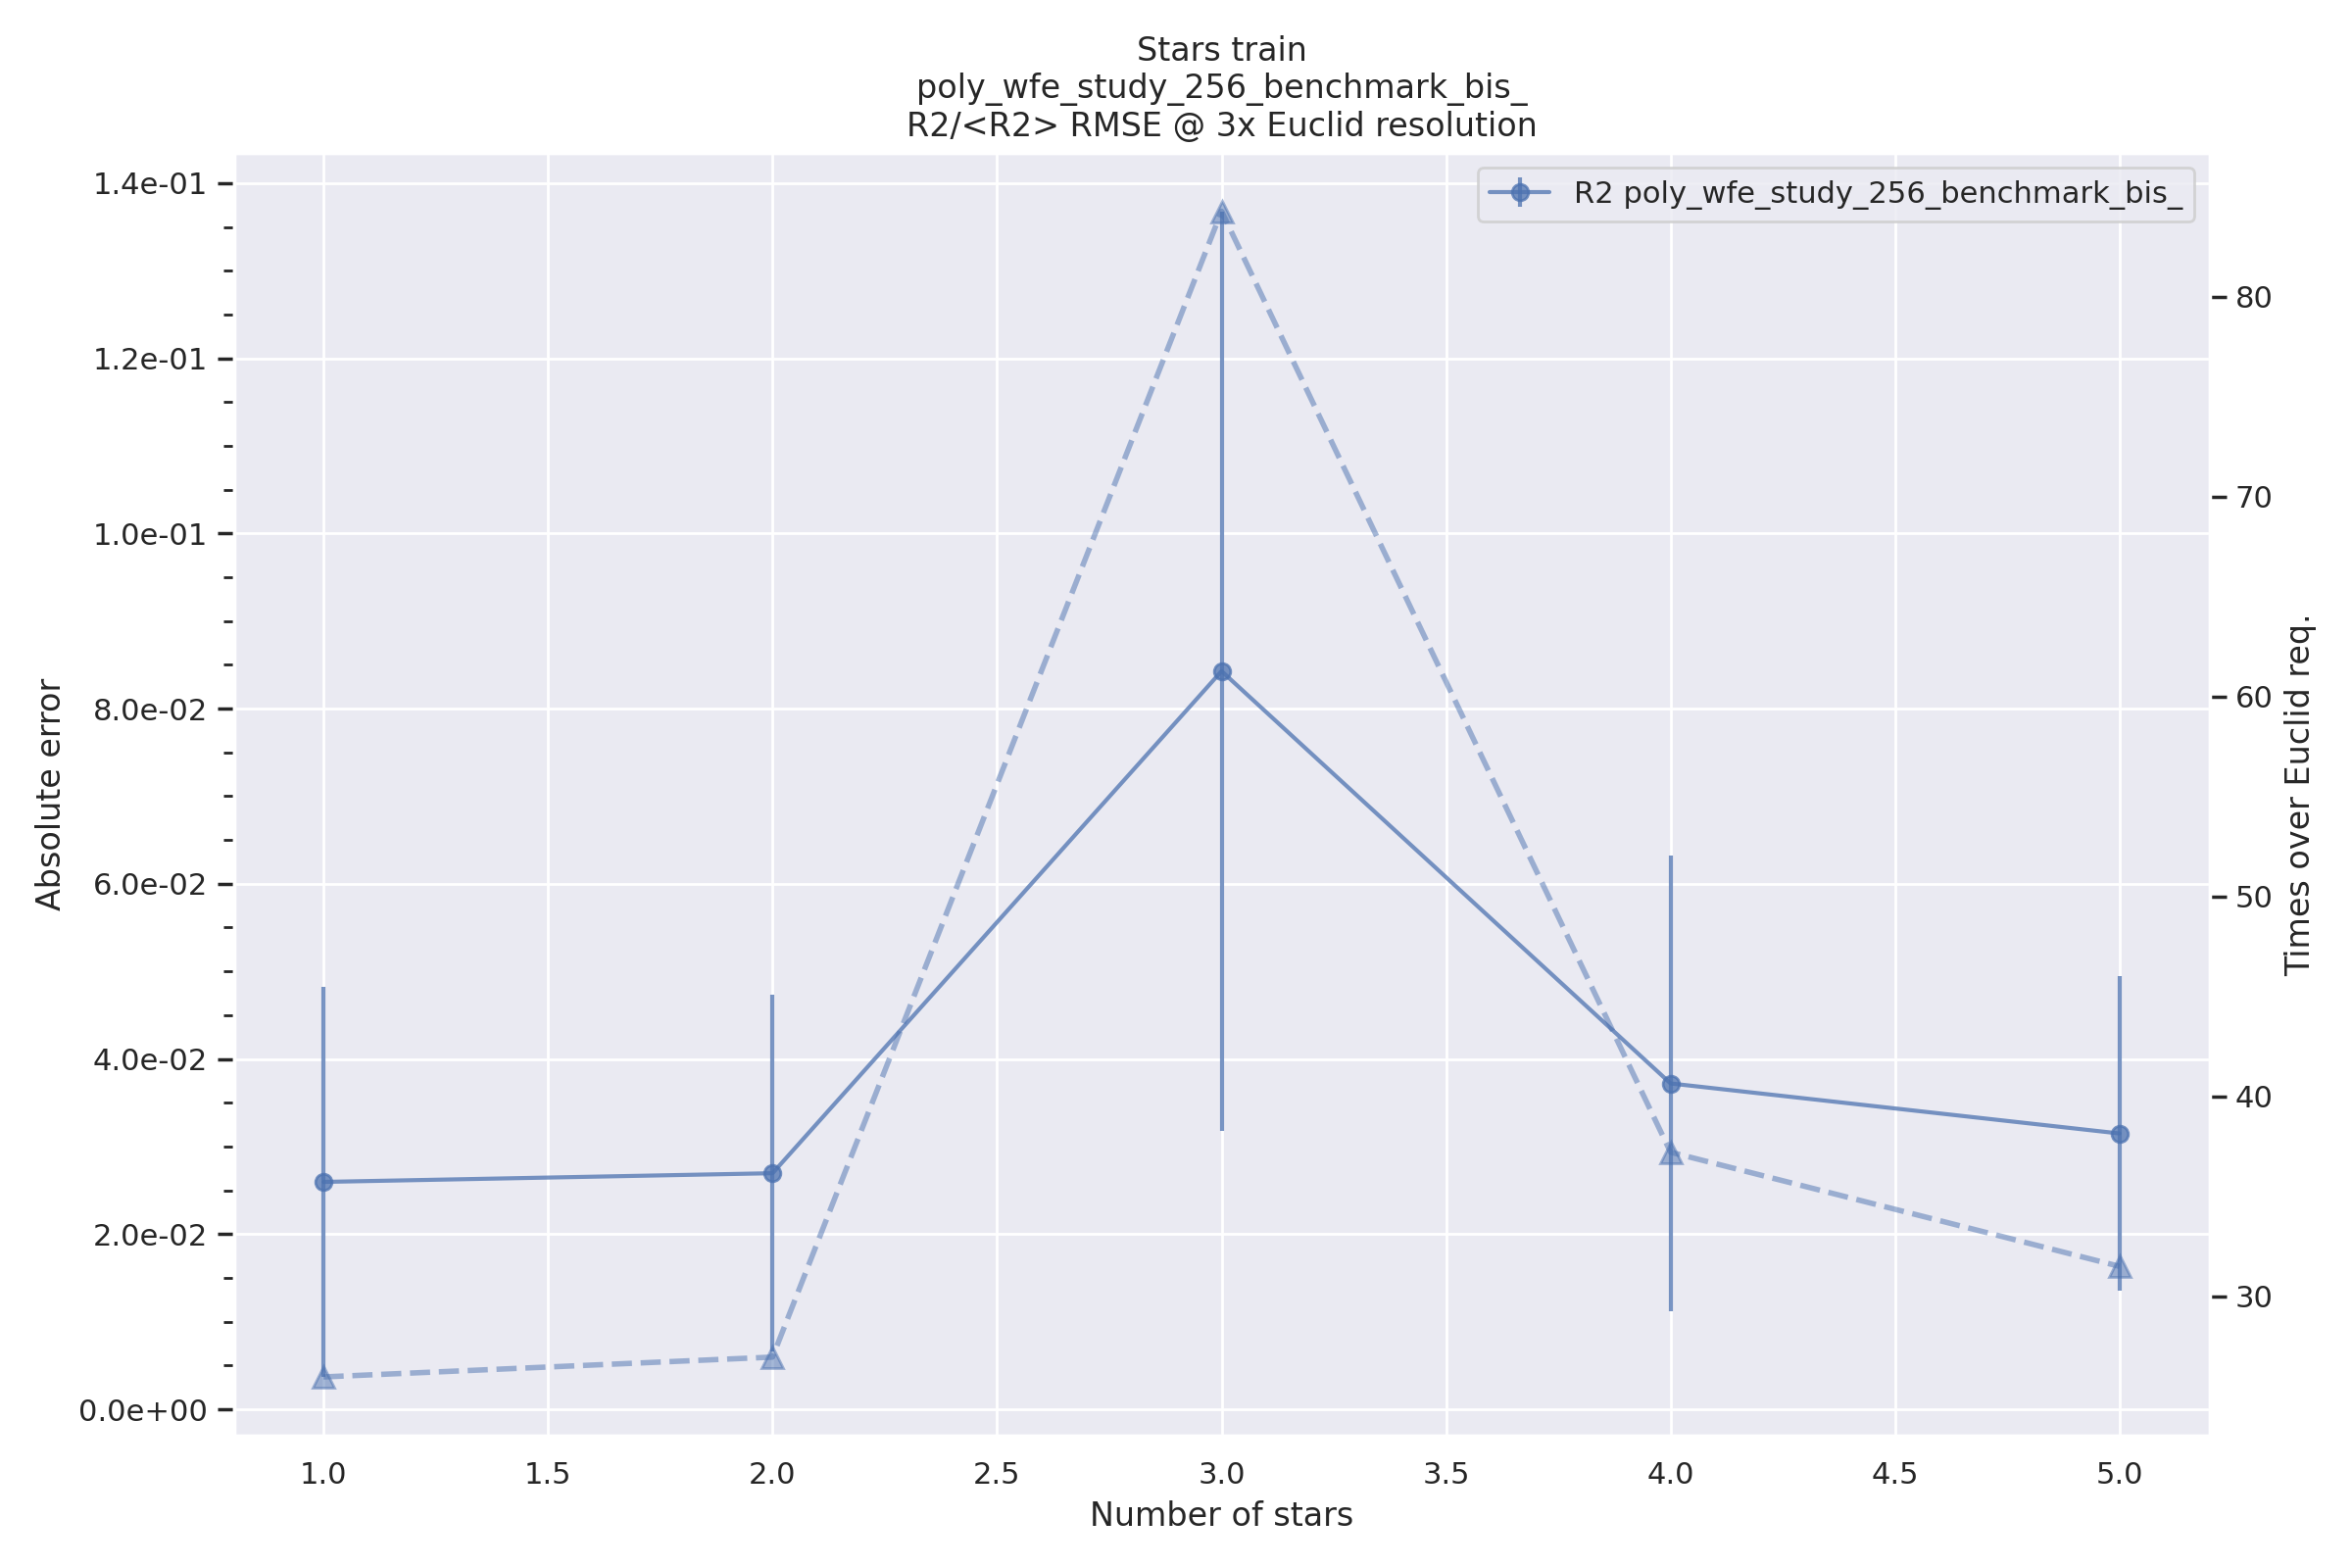 Stars train
poly_wfe_study_256_benchmark_bis_
R2/<R2> RMSE @ 3x Euclid resolution
R2 poly_wfe_study_256_benchmark_bis_
Absolute error
1.4e-01
1.2e-01
1.0e-01
8.0e-02
6.0e-02
4.0e-02
2.0e-02
0.0e+00
80
70
60
50
40
30
Times over Euclid req.
1.0 1.5 2.0 2.5 3.0 3.5 4.0 4.5 5.0
Number of stars